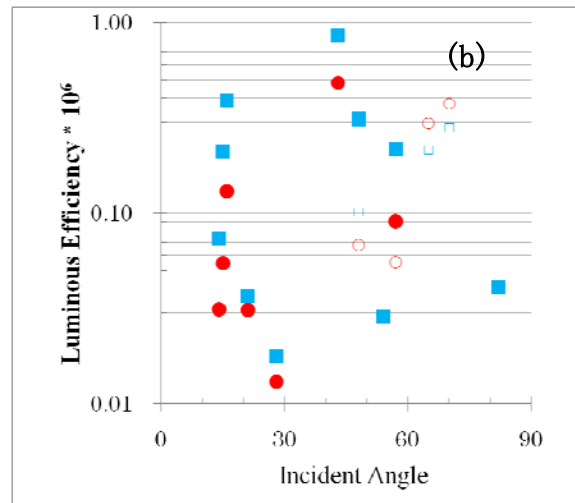 1.00
(b)
Luminous Efficiency * 10⁶
0.10
0.01
0 30 60 90
Incident Angle